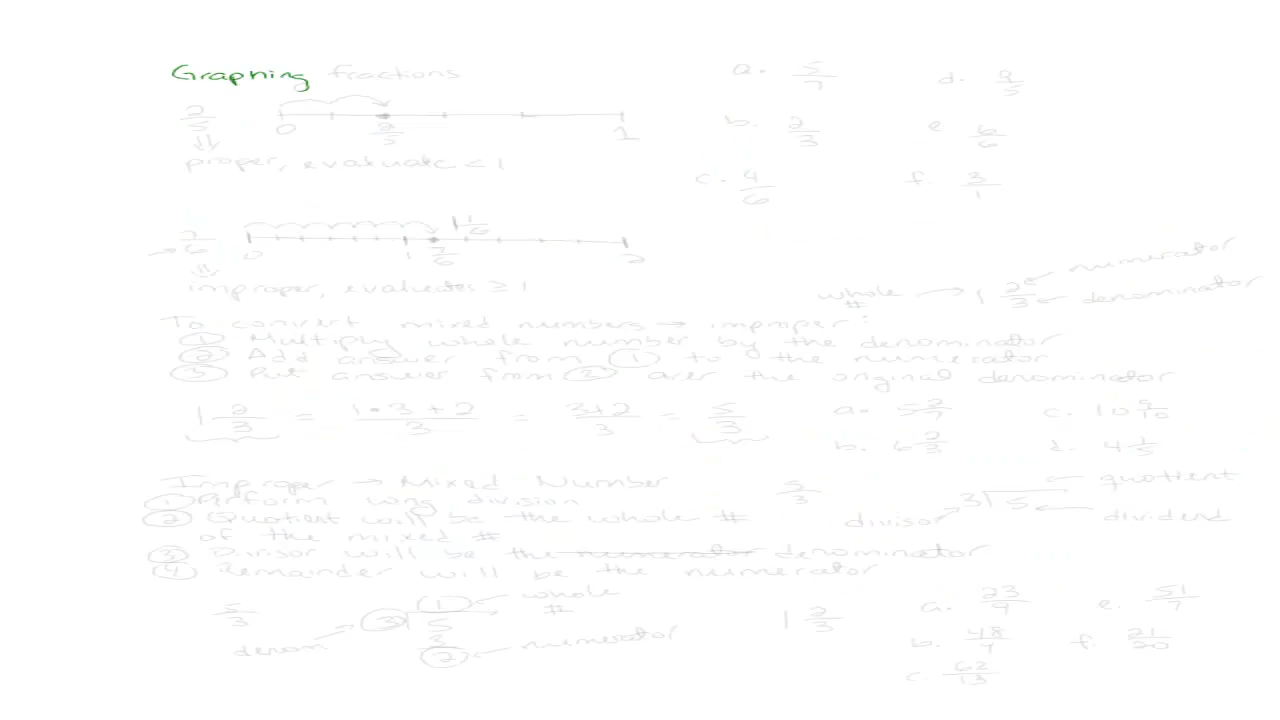 Graphing fractions
2/5
0 2/5 1
proper, evaluate < 1
a. 5/7 d. 9/5
b. 2/3 e. 6/6
c. 4/6 f. 3/1
7/6
0 1 7/6 1 1/6 2
improper, evaluates ≥ 1
whole # → 1 2/3 ← numerator
← denominator
To convert mixed numbers → improper:
① Multiply whole number by the denominator
② Add answer from ① to the numerator
③ Put answer from ② over the original denominator
1 2/3 = 1•3+2/3 = 3+2/3 = 5/3
a. 5 3/7 c. 10 5/10
b. 6 2/3 d. 4 1/5
Improper → Mixed Number
① Perform long division
② Quotient will be the whole #
of the mixed #
③ Divisor will be the numerator denominator
④ Remainder will be the numerator
5/3
3 5
← quotient
divisor
← dividend
5/3
denom → 3 5
1 ← whole #
3
2 ← numerator
1 2/3
a. 23/4 e. 51/7
b. 48/7 f. 21/20
c. 62/13